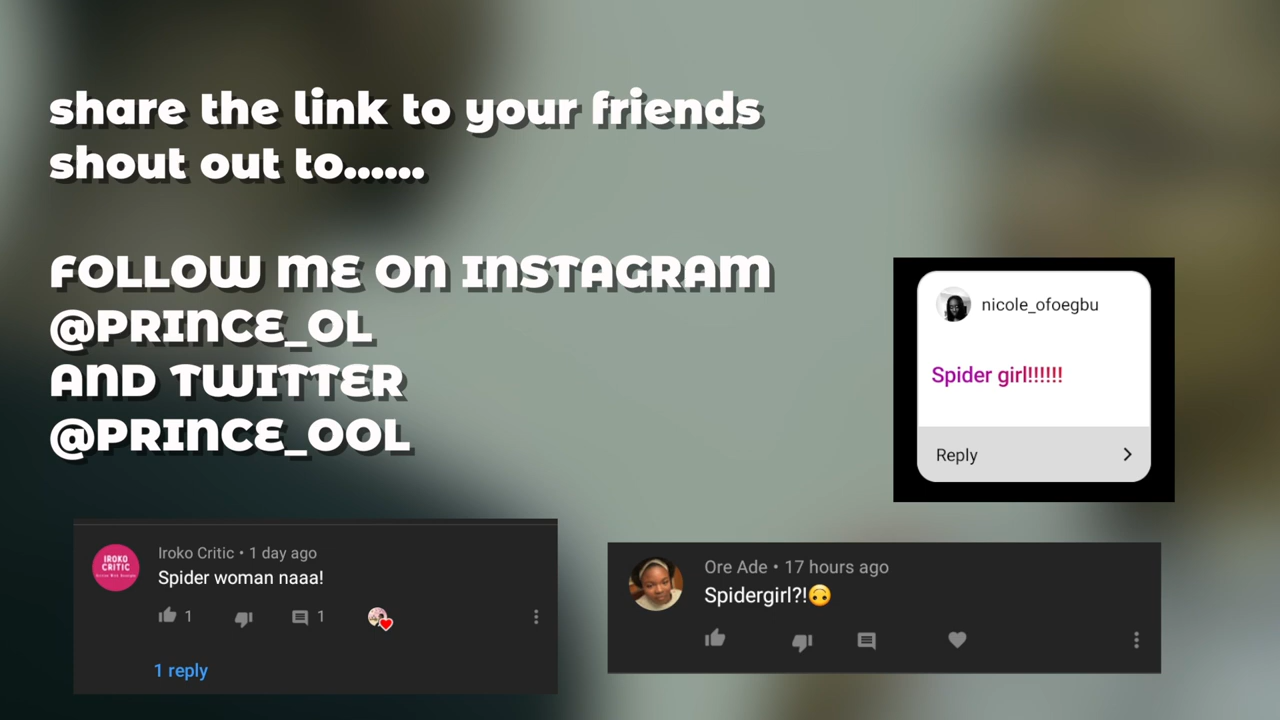 share the link to your friends
shout out to......
FOLLOW ME ON INSTAGRAM
@PRINCE_OL
AND TWITTER
@PRINCE_OOL
nicole_ofoegbu
Spider girl!!!!!!
Reply
IROKO
CRITIC
Iroko Critic • 1 day ago
Spider woman naaa!
1
1
1 reply
Ore Ade • 17 hours ago
Spidergirl?!🙃